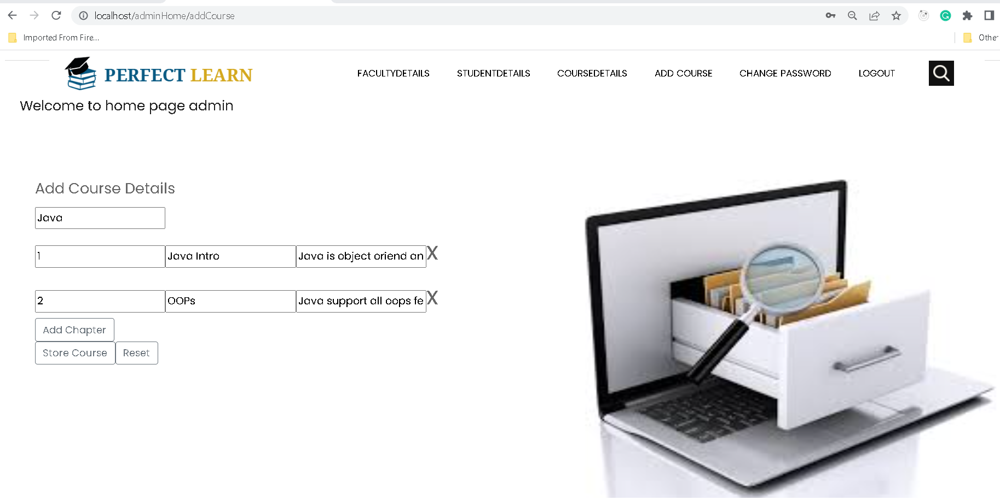 localhost/adminHome/addCourse
Imported From Fire...
Other
PERFECT LEARN
FACULTYDETAILS STUDENTDETAILS COURSEDETAILS ADD COURSE CHANGE PASSWORD LOGOUT
Welcome to home page admin
Add Course Details
Java
1 Java Intro Java is object oriend an X
2 OOPs Java support all oops fe X
Add Chapter
Store Course Reset